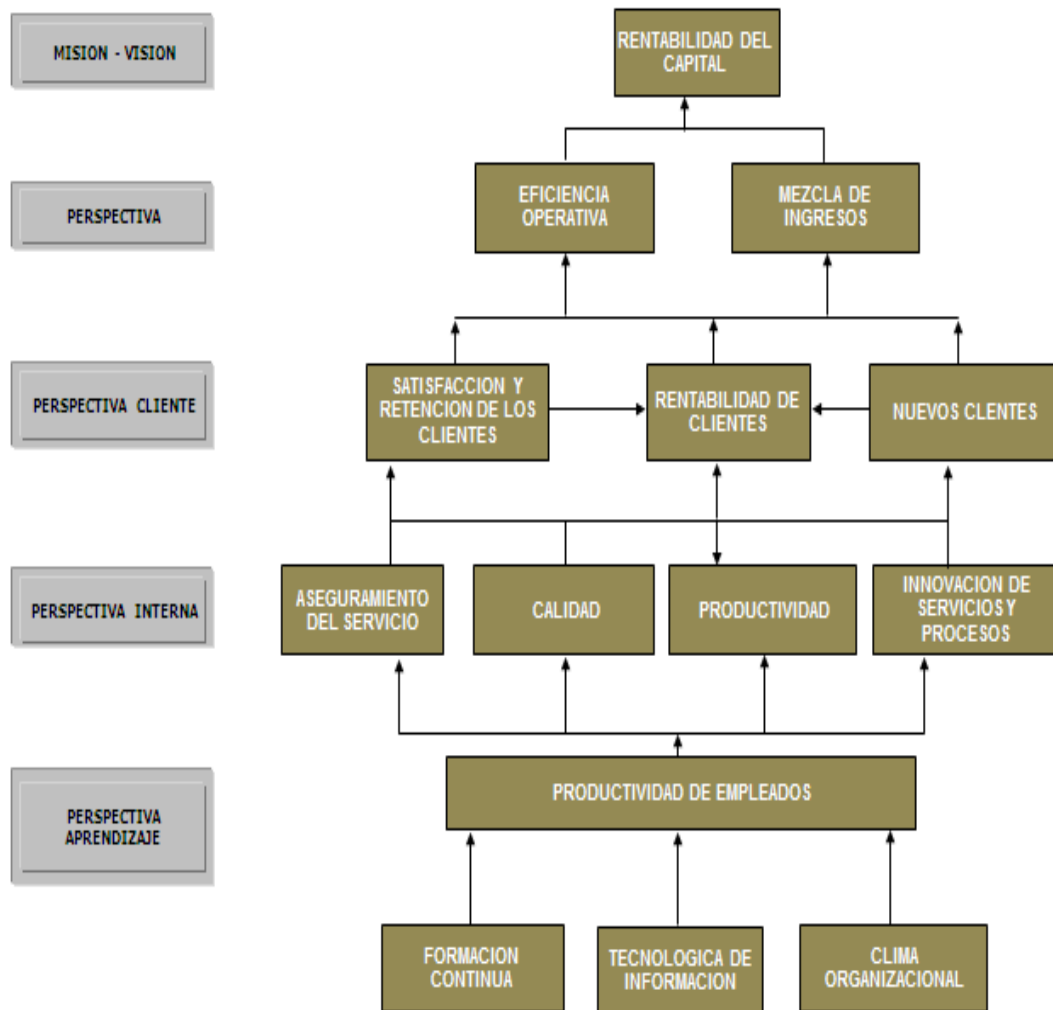 MISION - VISION
RENTABILIDAD DEL
CAPITAL
PERSPECTIVA
EFICIENCIA
OPERATIVA
MEZCLA DE
INGRESOS
PERSPECTIVA CLIENTE
SATISFACCION Y
RETENCION DE LOS
CLIENTES
RENTABILIDAD DE
CLIENTES
NUEVOS CLENTES
PERSPECTIVA INTERNA
ASEGURAMIENTO
DEL SERVICIO
CALIDAD
PRODUCTIVIDAD
INNOVACION DE
SERVICIOS Y
PROCESOS
PERSPECTIVA
APRENDIZAJE
PRODUCTIVIDAD DE EMPLEADOS
FORMACION
CONTINUA
TECNOLOGICA DE
INFORMACION
CLIMA
ORGANIZACIONAL